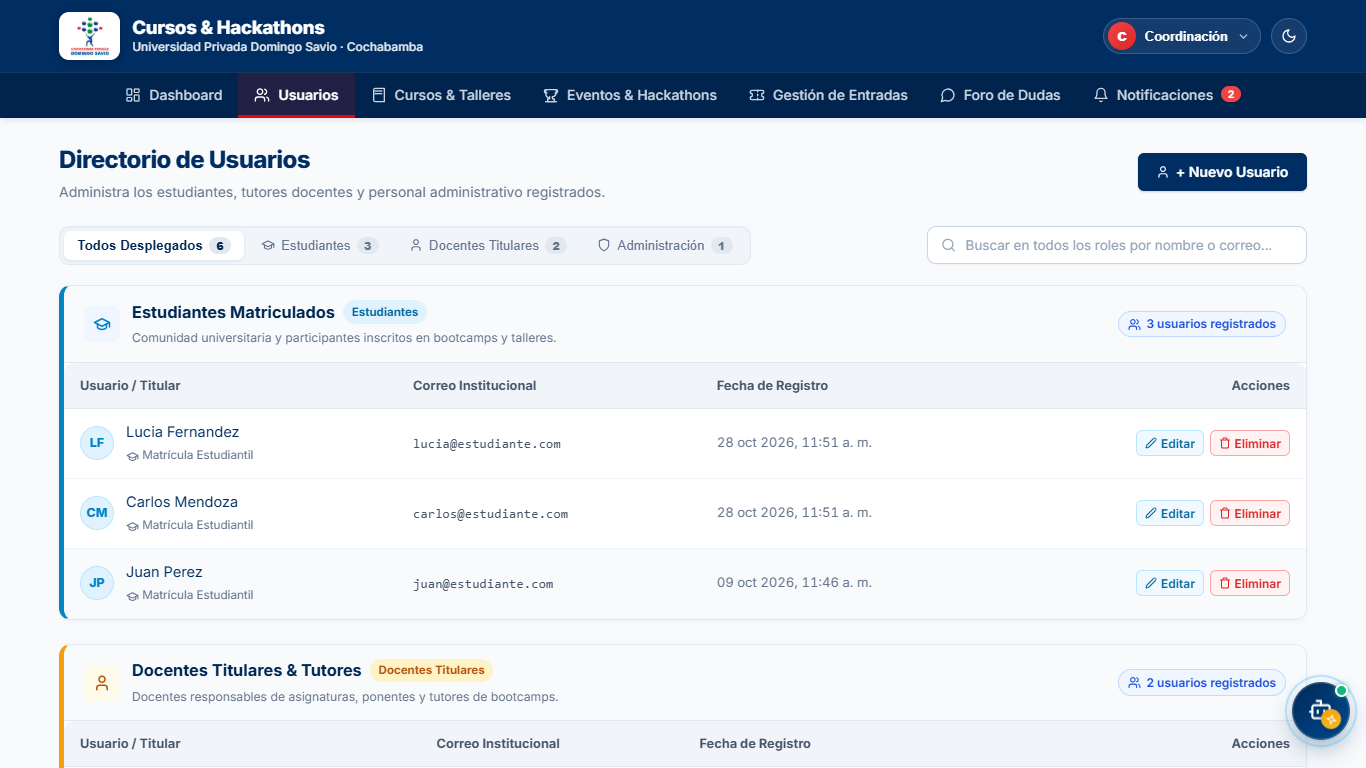 UNIVERSIDAD PRIVADA
DOMINGO SAVIO
Cursos & Hackathons
Universidad Privada Domingo Savio · Cochabamba
C Coordinación
Dashboard Usuarios Cursos & Talleres Eventos & Hackathons Gestión de Entradas Foro de Dudas Notificaciones 2
Directorio de Usuarios
Administra los estudiantes, tutores docentes y personal administrativo registrados.
+ Nuevo Usuario
Todos Desplegados 6 Estudiantes 3 Docentes Titulares 2 Administración 1
Buscar en todos los roles por nombre o correo...
Estudiantes Matriculados Estudiantes
Comunidad universitaria y participantes inscritos en bootcamps y talleres.
3 usuarios registrados
Usuario / Titular Correo Institucional Fecha de Registro Acciones
LF Lucia Fernandez lucia@estudiante.com 28 oct 2026, 11:51 a. m. Editar Eliminar
Matrícula Estudiantil
CM Carlos Mendoza carlos@estudiante.com 28 oct 2026, 11:51 a. m. Editar Eliminar
Matrícula Estudiantil
JP Juan Perez juan@estudiante.com 09 oct 2026, 11:46 a. m. Editar Eliminar
Matrícula Estudiantil
Docentes Titulares & Tutores Docentes Titulares
Docentes responsables de asignaturas, ponentes y tutores de bootcamps.
2 usuarios registrados
Usuario / Titular Correo Institucional Fecha de Registro Acciones